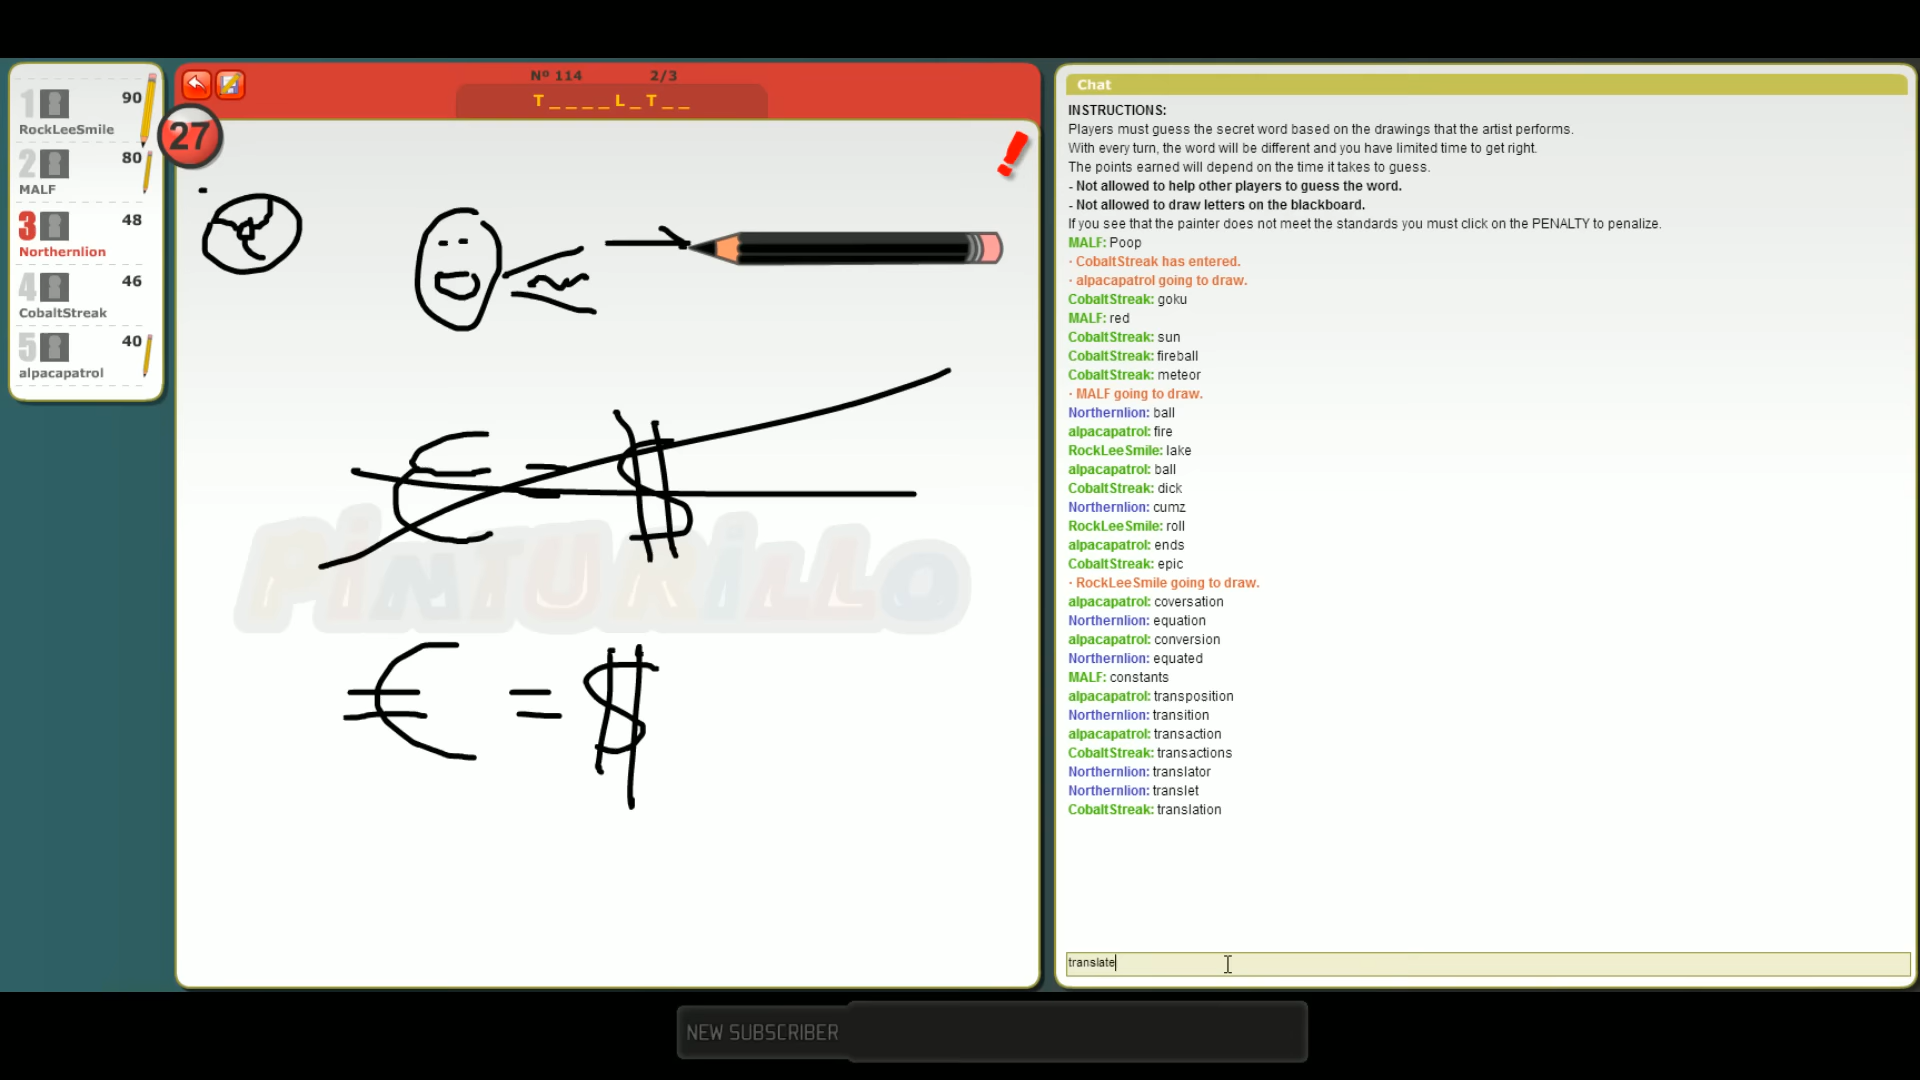 1 90
RockLeeSmile
2 80
MALF
3 48
Northernlion
4 46
CobaltStreak
5 40
alpacapatrol
27
Nº 114 2/3
T____L_T__
!
€ = $
PiNTURiLLO
€ = $
Chat
INSTRUCTIONS:
Players must guess the secret word based on the drawings that the artist performs.
With every turn, the word will be different and you have limited time to get right.
The points earned will depend on the time it takes to guess.
- Not allowed to help other players to guess the word.
- Not allowed to draw letters on the blackboard.
If you see that the painter does not meet the standards you must click on the PENALTY to penalize.
MALF: Poop
· CobaltStreak has entered.
· alpacapatrol going to draw.
CobaltStreak: goku
MALF: red
CobaltStreak: sun
CobaltStreak: fireball
CobaltStreak: meteor
· MALF going to draw.
Northernlion: ball
alpacapatrol: fire
RockLeeSmile: lake
alpacapatrol: ball
CobaltStreak: dick
Northernlion: cumz
RockLeeSmile: roll
alpacapatrol: ends
CobaltStreak: epic
· RockLeeSmile going to draw.
alpacapatrol: coversation
Northernlion: equation
alpacapatrol: conversion
Northernlion: equated
MALF: constants
alpacapatrol: transposition
Northernlion: transition
alpacapatrol: transaction
CobaltStreak: transactions
Northernlion: translator
Northernlion: translet
CobaltStreak: translation
translate
NEW SUBSCRIBER